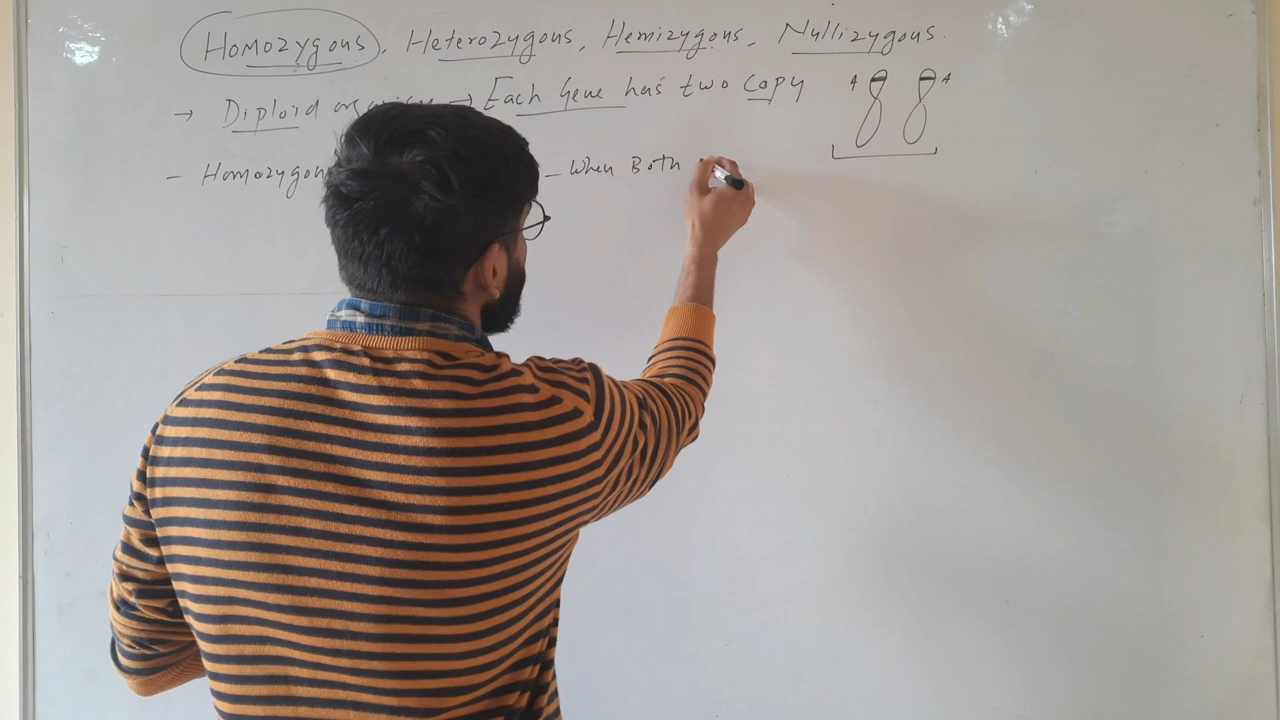 Homozygous, Heterozygous, Hemizygous, Nullizygous.
→ Diploid → Each Gene has two copy
A A
- Homozygous - When Both